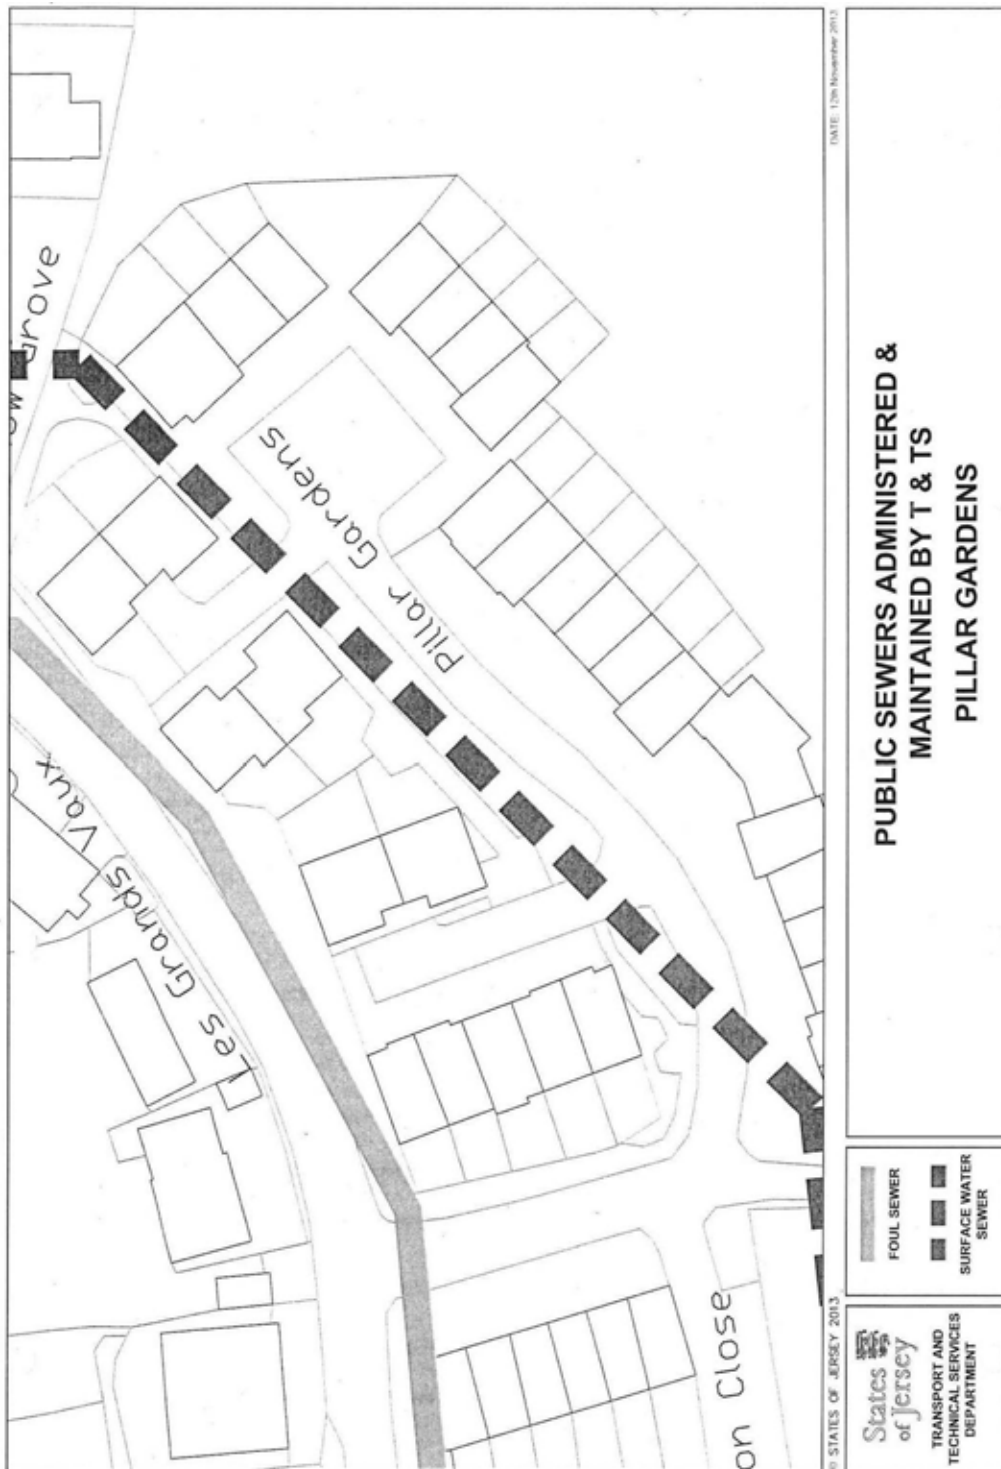 Grove
Pillar Gardens
Les Grands Vaux
on Close
© STATES OF JERSEY 2013
DATE: 12th November 2013
PUBLIC SEWERS ADMINISTERED &
MAINTAINED BY T & TS
PILLAR GARDENS
FOUL SEWER
SURFACE WATER
SEWER
States
of Jersey
TRANSPORT AND
TECHNICAL SERVICES
DEPARTMENT